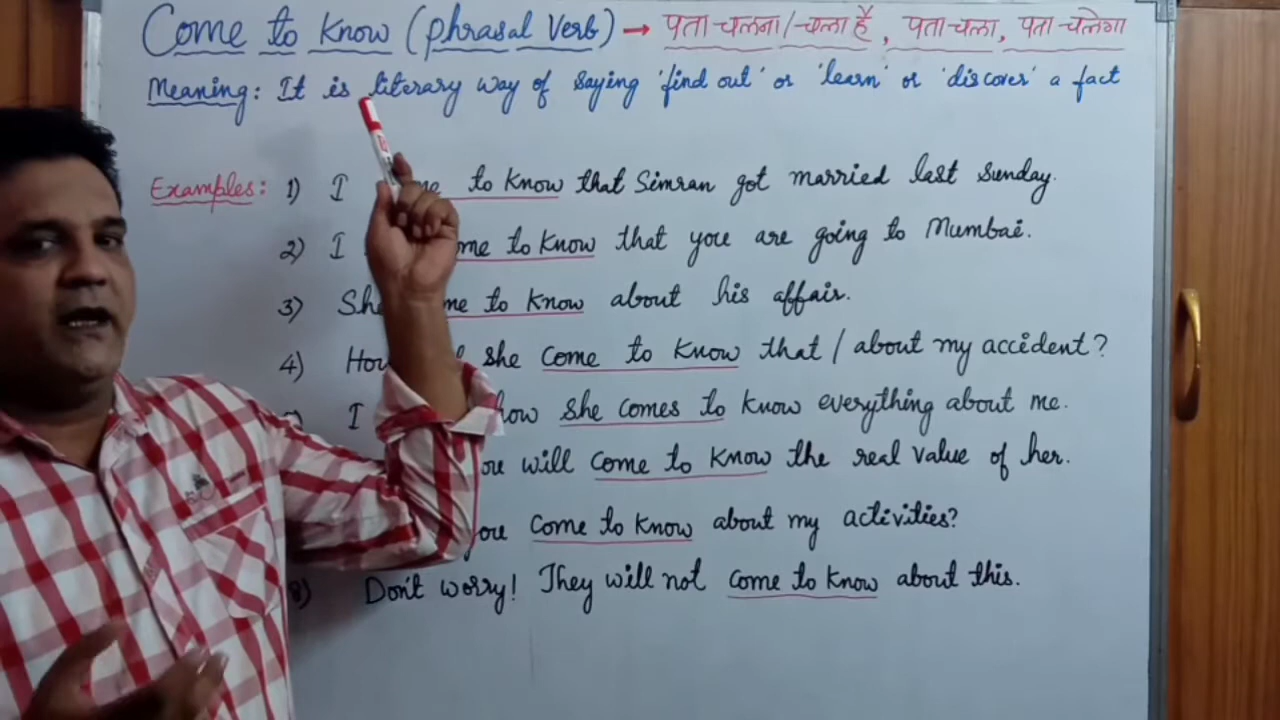 Come to know (phrasal verb) → पता-चलना/-चला है, पता-चला, पता-चलेगा
Meaning: It is literary way of saying 'find out' or 'learn' or 'discover' a fact
Examples: 1) I to know that Simran got married last Sunday.
2) I to know that you are going to Mumbai.
3) She to know about his affair.
4) she come to know that / about my accident?
I how she comes to know everything about me.
will come to know the real value of her.
come to know about my activities?
8) Don't worry! They will not come to know about this.